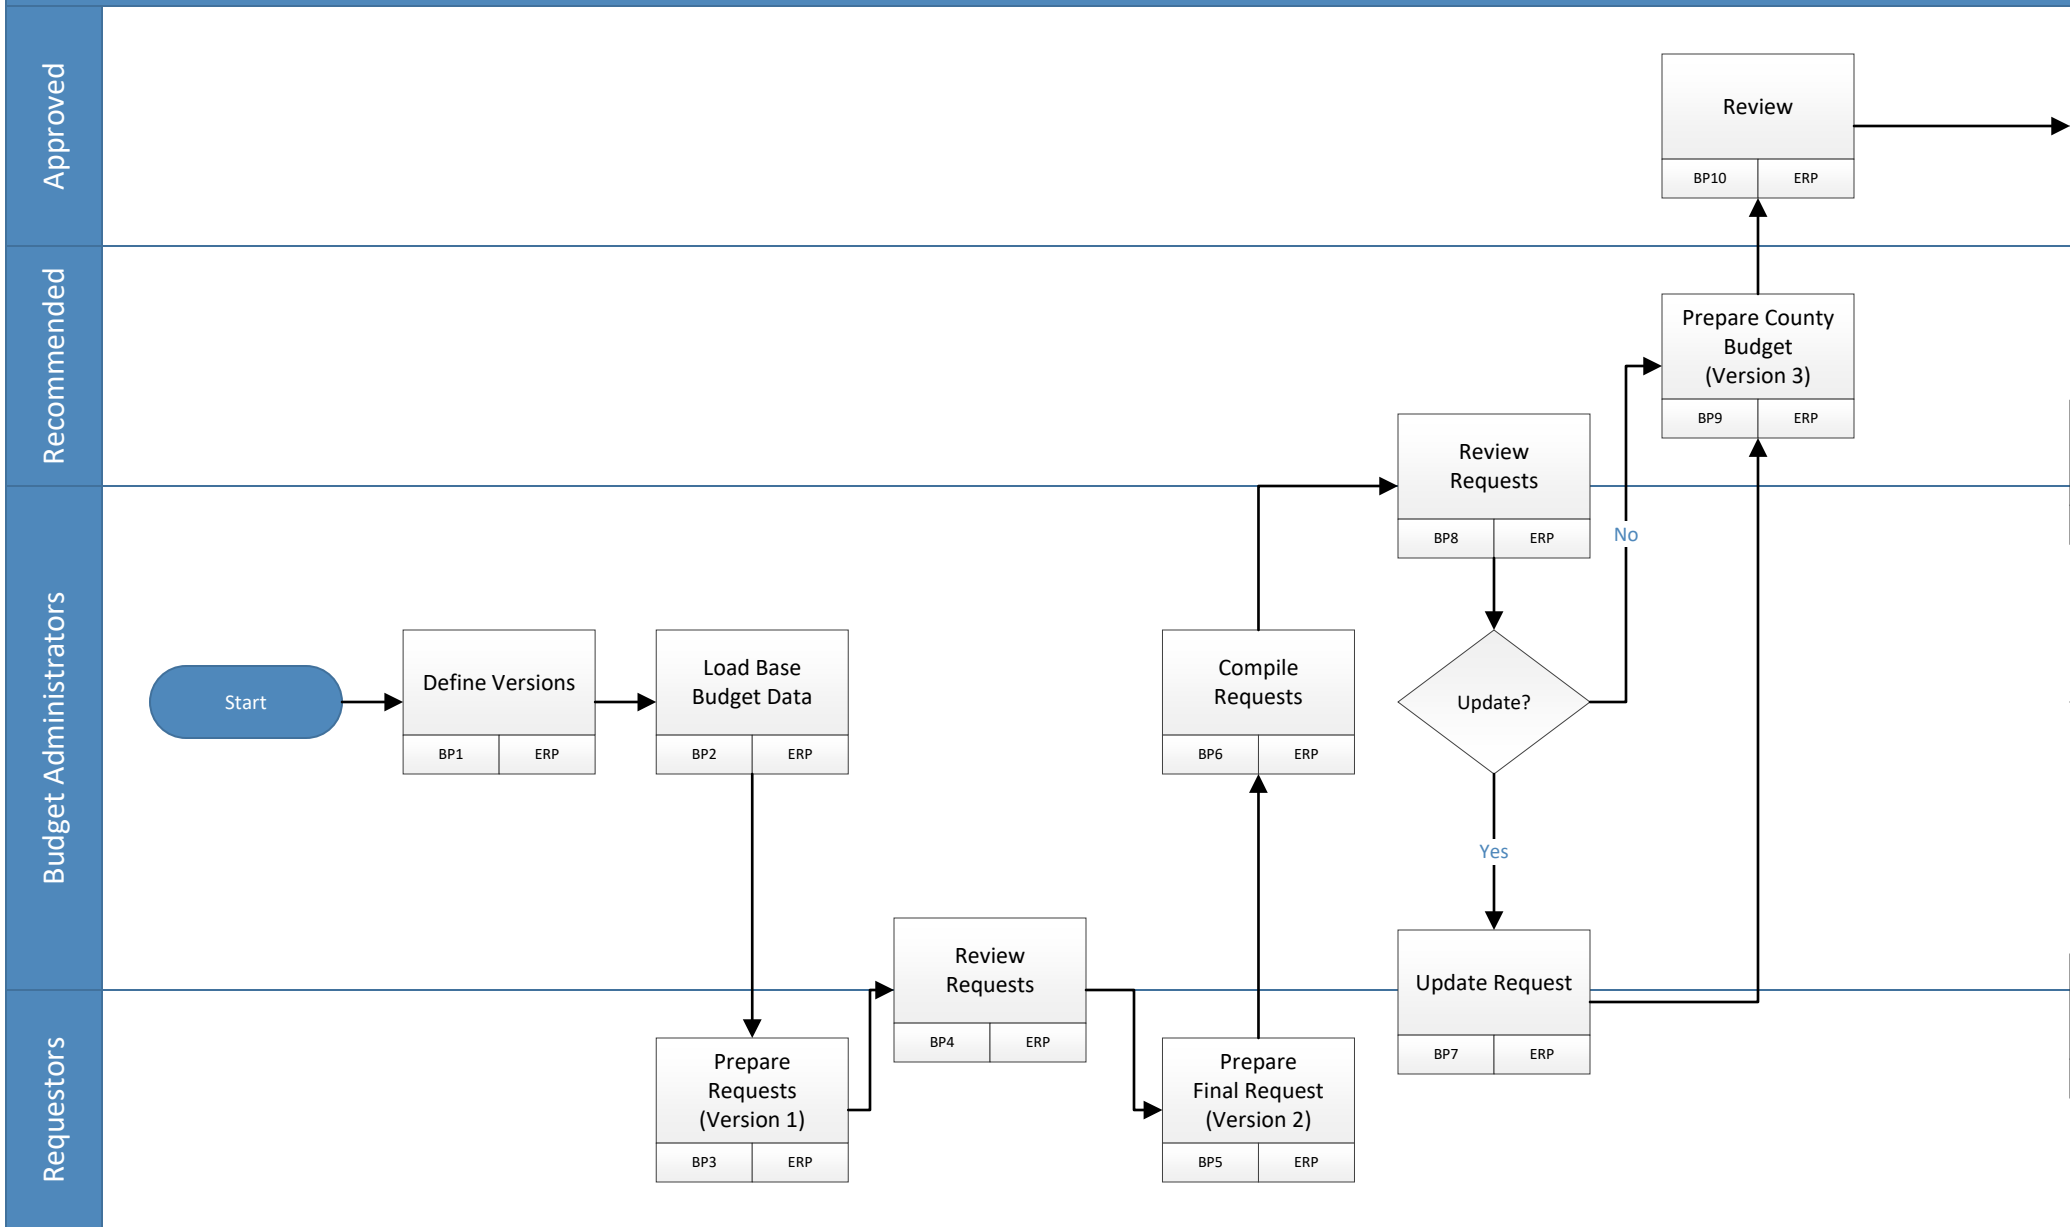 Approved
Review
BP10 ERP
Recommended
Prepare County
Budget
(Version 3)
BP9 ERP
Review
Requests
BP8 ERP
No
Budget Administrators
Start
Define Versions
BP1 ERP
Load Base
Budget Data
BP2 ERP
Compile
Requests
BP6 ERP
Update?
Yes
Review
Requests
BP4 ERP
Update Request
BP7 ERP
Requestors
Prepare
Requests
(Version 1)
BP3 ERP
Prepare
Final Request
(Version 2)
BP5 ERP